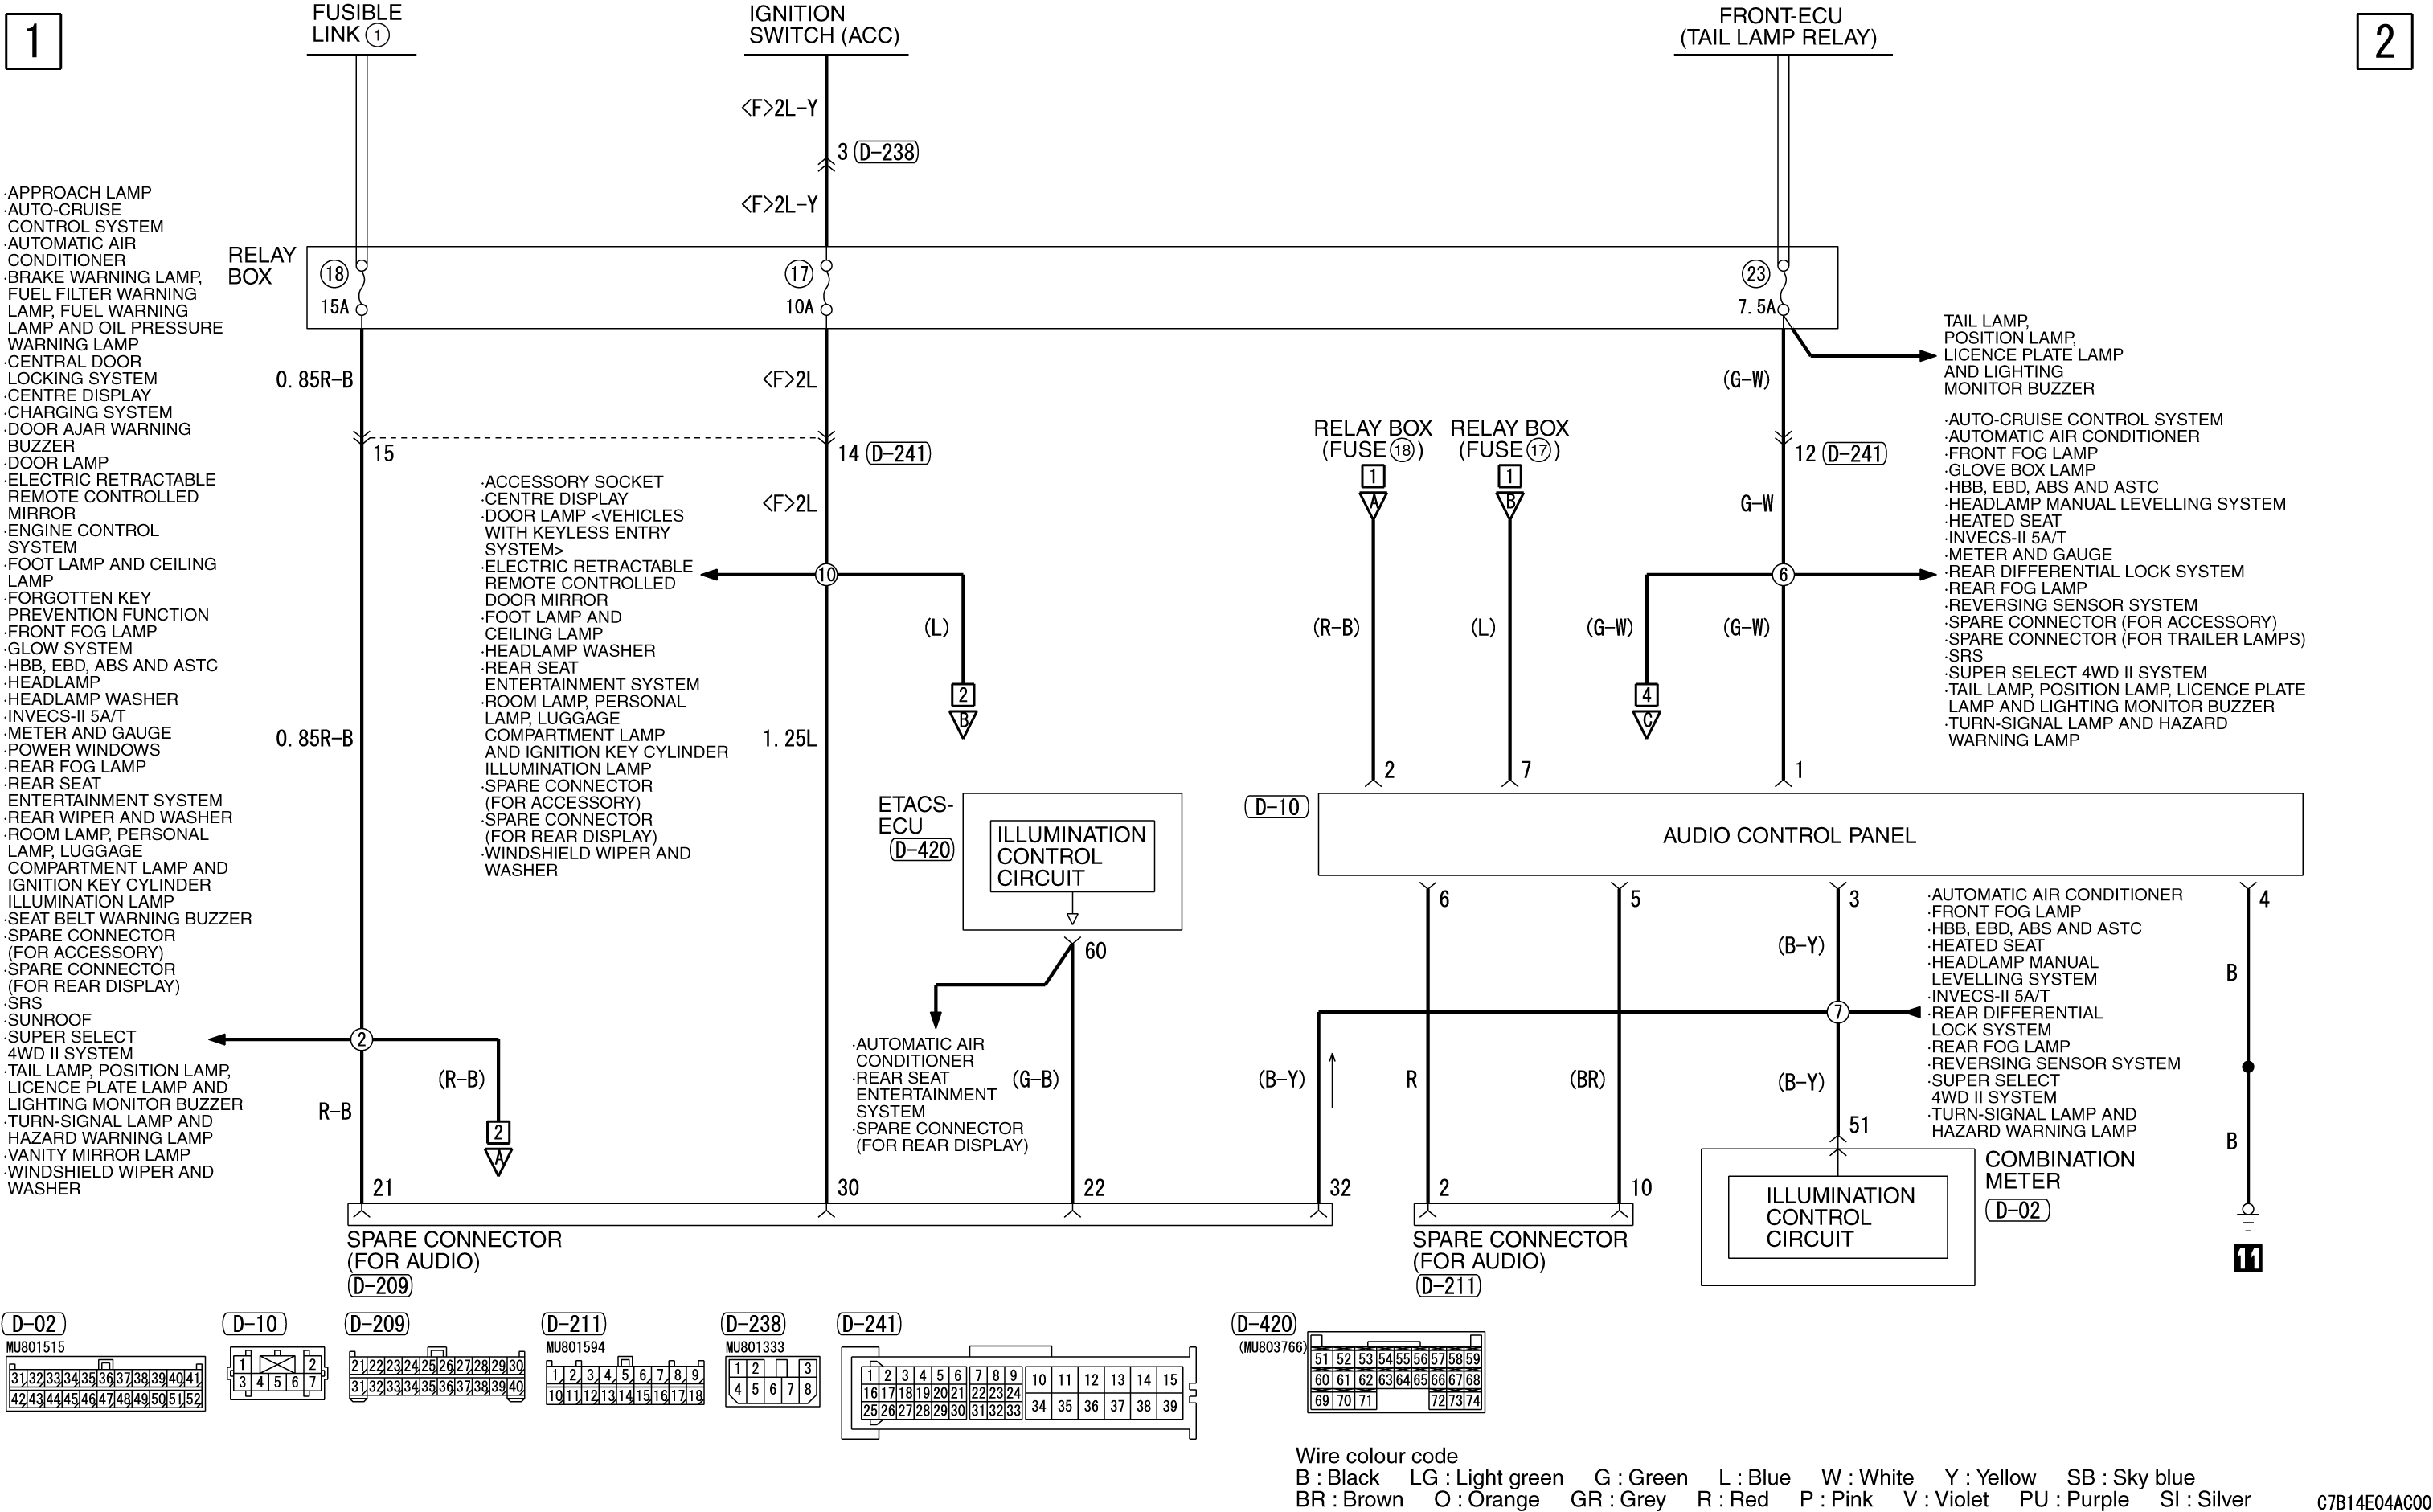 1
FUSIBLE
LINK 1
IGNITION
SWITCH (ACC)
FRONT-ECU
(TAIL LAMP RELAY)
2
<F>2L-Y
3 D-238
<F>2L-Y
RELAY
BOX
18
15A
17
10A
23
7.5A
·APPROACH LAMP
·AUTO-CRUISE
CONTROL SYSTEM
·AUTOMATIC AIR
CONDITIONER
·BRAKE WARNING LAMP,
FUEL FILTER WARNING
LAMP, FUEL WARNING
LAMP AND OIL PRESSURE
WARNING LAMP
·CENTRAL DOOR
LOCKING SYSTEM
·CENTRE DISPLAY
·CHARGING SYSTEM
·DOOR AJAR WARNING
BUZZER
·DOOR LAMP
·ELECTRIC RETRACTABLE
REMOTE CONTROLLED
MIRROR
·ENGINE CONTROL
SYSTEM
·FOOT LAMP AND CEILING
LAMP
·FORGOTTEN KEY
PREVENTION FUNCTION
·FRONT FOG LAMP
·GLOW SYSTEM
·HBB, EBD, ABS AND ASTC
·HEADLAMP
·HEADLAMP WASHER
·INVECS-II 5A/T
·METER AND GAUGE
·POWER WINDOWS
·REAR FOG LAMP
·REAR SEAT
ENTERTAINMENT SYSTEM
·REAR WIPER AND WASHER
·ROOM LAMP, PERSONAL
LAMP, LUGGAGE
COMPARTMENT LAMP AND
IGNITION KEY CYLINDER
ILLUMINATION LAMP
·SEAT BELT WARNING BUZZER
·SPARE CONNECTOR
(FOR ACCESSORY)
·SPARE CONNECTOR
(FOR REAR DISPLAY)
·SRS
·SUNROOF
·SUPER SELECT
4WD II SYSTEM
·TAIL LAMP, POSITION LAMP,
LICENCE PLATE LAMP AND
LIGHTING MONITOR BUZZER
·TURN-SIGNAL LAMP AND
HAZARD WARNING LAMP
·VANITY MIRROR LAMP
·WINDSHIELD WIPER AND
WASHER
0.85R-B
<F>2L
(G-W)
TAIL LAMP,
POSITION LAMP,
LICENCE PLATE LAMP
AND LIGHTING
MONITOR BUZZER
15
14 D-241
12 D-241
<F>2L
G-W
RELAY BOX
(FUSE 18)
1
A
RELAY BOX
(FUSE 17)
1
B
·ACCESSORY SOCKET
·CENTRE DISPLAY
·DOOR LAMP <VEHICLES
WITH KEYLESS ENTRY
SYSTEM>
·ELECTRIC RETRACTABLE
REMOTE CONTROLLED
DOOR MIRROR
·FOOT LAMP AND
CEILING LAMP
·HEADLAMP WASHER
·REAR SEAT
ENTERTAINMENT SYSTEM
·ROOM LAMP, PERSONAL
LAMP, LUGGAGE
COMPARTMENT LAMP
AND IGNITION KEY CYLINDER
ILLUMINATION LAMP
·SPARE CONNECTOR
(FOR ACCESSORY)
·SPARE CONNECTOR
(FOR REAR DISPLAY)
·WINDSHIELD WIPER AND
WASHER
·AUTO-CRUISE CONTROL SYSTEM
·AUTOMATIC AIR CONDITIONER
·FRONT FOG LAMP
·GLOVE BOX LAMP
·HBB, EBD, ABS AND ASTC
·HEADLAMP MANUAL LEVELLING SYSTEM
·HEATED SEAT
·INVECS-II 5A/T
·METER AND GAUGE
·REAR DIFFERENTIAL LOCK SYSTEM
·REAR FOG LAMP
·REVERSING SENSOR SYSTEM
·SPARE CONNECTOR (FOR ACCESSORY)
·SPARE CONNECTOR (FOR TRAILER LAMPS)
·SRS
·SUPER SELECT 4WD II SYSTEM
·TAIL LAMP, POSITION LAMP, LICENCE PLATE
LAMP AND LIGHTING MONITOR BUZZER
·TURN-SIGNAL LAMP AND HAZARD
WARNING LAMP
10
6
(L)
(R-B)
(L)
(G-W)
(G-W)
2
B
4
C
0.85R-B
1.25L
2
7
1
ETACS-
ECU
D-420
ILLUMINATION
CONTROL
CIRCUIT
D-10
AUDIO CONTROL PANEL
60
6
5
3
4
(B-Y)
B
·AUTOMATIC AIR CONDITIONER
·FRONT FOG LAMP
·HBB, EBD, ABS AND ASTC
·HEATED SEAT
·HEADLAMP MANUAL
LEVELLING SYSTEM
·INVECS-II 5A/T
·REAR DIFFERENTIAL
LOCK SYSTEM
·REAR FOG LAMP
·REVERSING SENSOR SYSTEM
·SUPER SELECT
4WD II SYSTEM
·TURN-SIGNAL LAMP AND
HAZARD WARNING LAMP
7
2
·AUTOMATIC AIR
CONDITIONER
·REAR SEAT
ENTERTAINMENT
SYSTEM
·SPARE CONNECTOR
(FOR REAR DISPLAY)
R-B
(R-B)
(G-B)
(B-Y)
R
(BR)
(B-Y)
B
2
A
51
COMBINATION
METER
D-02
ILLUMINATION
CONTROL
CIRCUIT
11
21
30
22
32
2
10
SPARE CONNECTOR
(FOR AUDIO)
D-209
SPARE CONNECTOR
(FOR AUDIO)
D-211
D-02
MU801515
31 32 33 34 35 36 37 38 39 40 41
42 43 44 45 46 47 48 49 50 51 52
D-10
1 2
3 4 5 6 7
D-209
21 22 23 24 25 26 27 28 29 30
31 32 33 34 35 36 37 38 39 40
D-211
MU801594
1 2 3 4 5 6 7 8 9
10 11 12 13 14 15 16 17 18
D-238
MU801333
1 2 3
4 5 6 7 8
D-241
1 2 3 4 5 6 7 8 9 10 11 12 13 14 15
16 17 18 19 20 21 22 23 24
25 26 27 28 29 30 31 32 33 34 35 36 37 38 39
D-420
(MU803766)
51 52 53 54 55 56 57 58 59
60 61 62 63 64 65 66 67 68
69 70 71 72 73 74
Wire colour code
B : Black LG : Light green G : Green L : Blue W : White Y : Yellow SB : Sky blue
BR : Brown O : Orange GR : Grey R : Red P : Pink V : Violet PU : Purple SI : Silver